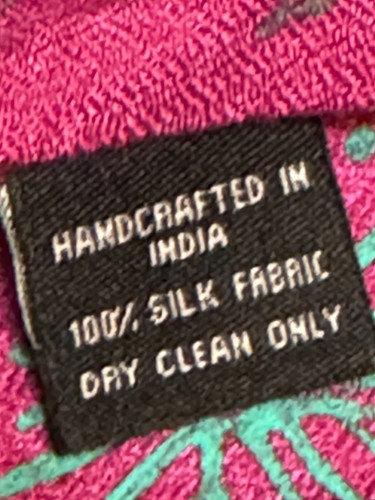 HANDCRAFTED IN
INDIA
100% SILK FABRIC
DRY CLEAN ONLY